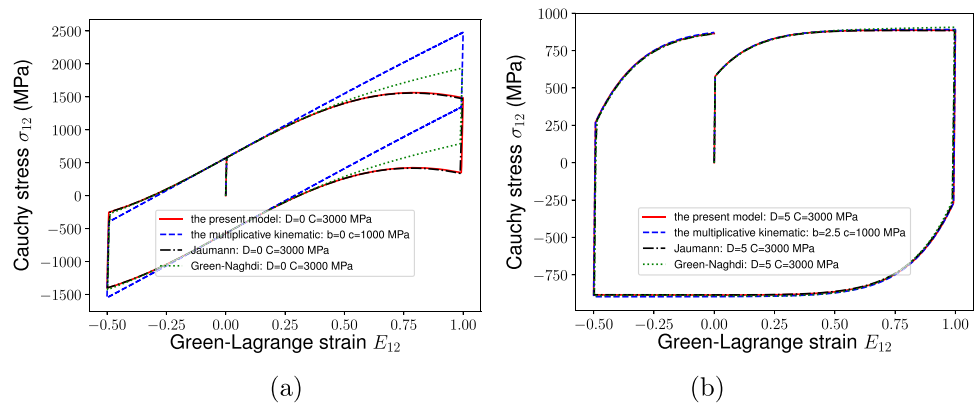 2500
2000
1500
1000
500
0
−500
−1000
−1500
Cauchy stress σ12 (MPa)
the present model: D=0 C=3000 MPa
the multiplicative kinematic: b=0 c=1000 MPa
Jaumann: D=0 C=3000 MPa
Green-Naghdi: D=0 C=3000 MPa
−0.50 −0.25 0.00 0.25 0.50 0.75 1.00
Green-Lagrange strain E12
(a)
1000
750
500
250
0
−250
−500
−750
Cauchy stress σ12 (MPa)
the present model: D=5 C=3000 MPa
the multiplicative kinematic: b=2.5 c=1000 MPa
Jaumann: D=5 C=3000 MPa
Green-Naghdi: D=5 C=3000 MPa
−0.50 −0.25 0.00 0.25 0.50 0.75 1.00
Green-Lagrange strain E12
(b)